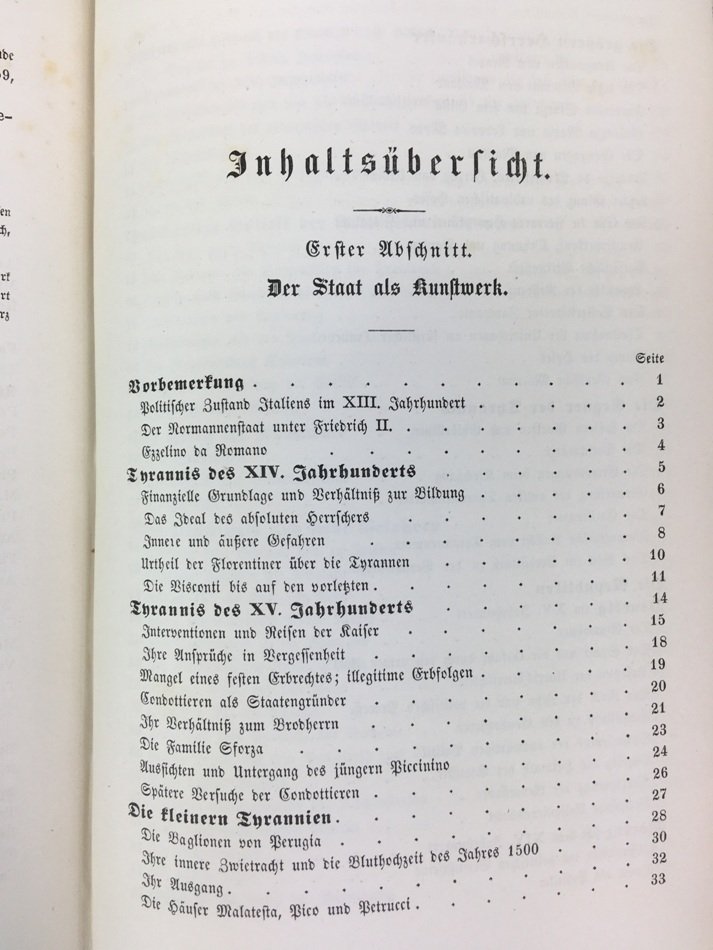 Inhaltsübersicht.
Erster Abschnitt.
Der Staat als Kunstwerk.
Seite
Vorbemerkung . . . . . . . . . . 1
Politischer Zustand Italiens im XIII. Jahrhundert . . . . 2
Der Normannenstaat unter Friedrich II. . . . . . . 3
Ezzelino da Romano . . . . . . . 4
Tyrannis des XIV. Jahrhunderts . . . . . 5
Finanzielle Grundlage und Verhältniß zur Bildung . . . . 6
Das Ideal des absoluten Herrschers . . . . . 7
Innere und äußere Gefahren . . . . . . 8
Urtheil der Florentiner über die Tyrannen . . . . . 10
Die Visconti bis auf den vorletzten . . . . . . . 11
Tyrannis des XV. Jahrhunderts . . . . . 14
Interventionen und Reisen der Kaiser . . . . . . 15
Ihre Ansprüche in Vergessenheit . . . . . . 18
Mangel eines festen Erbrechtes; illegitime Erbfolgen . . . . 19
Condottieren als Staatengründer . . . . . . 20
Ihr Verhältniß zum Brodherrn . . . . . . 21
Die Familie Sforza . . . . . . . . 23
Aussichten und Untergang des jüngern Piccinino . . . . 24
Spätere Versuche der Condottieren . . . . . . 26
Die kleinern Tyrannien . . . . . . . . 27
Die Baglionen von Perugia . . . . . . . 28
Ihre innere Zwietracht und die Bluthochzeit des Jahres 1500 . . . 30
Ihr Ausgang . . . . . . . . . 32
Die Häuser Malatesta, Pico und Petrucci . . . . . . 33